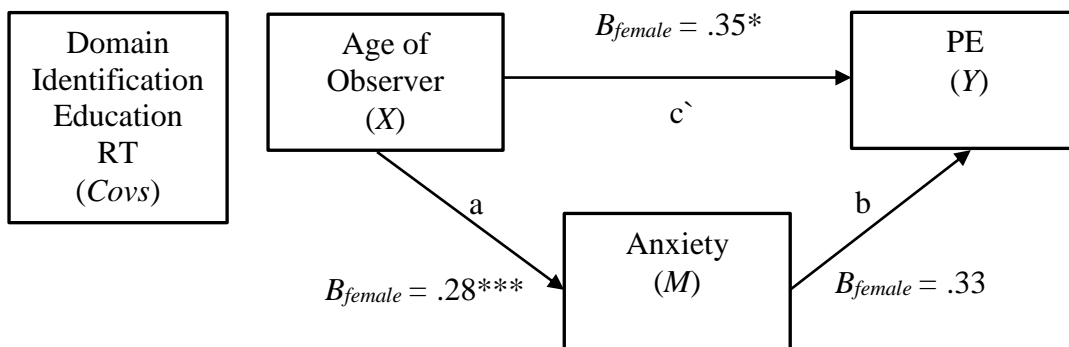 Domain
Identification
Education
RT
(Covs)
Age of
Observer
(X)
B_female = .35*
c`
PE
(Y)
a
b
Anxiety
(M)
B_female = .28***
B_female = .33